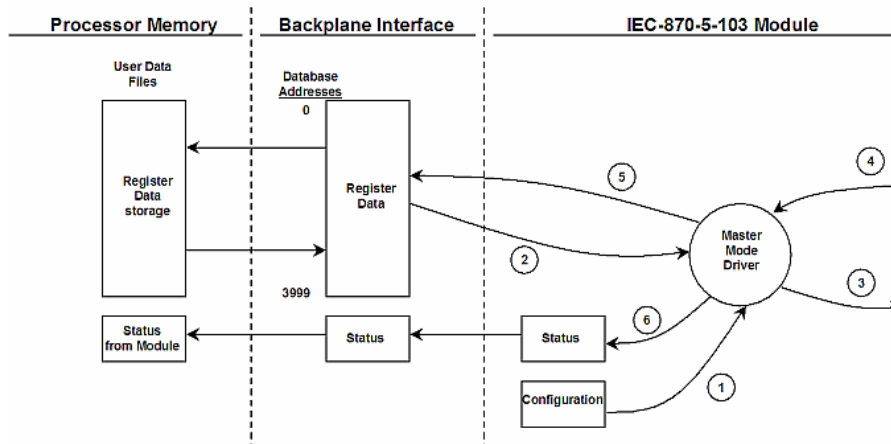 Processor Memory
Backplane Interface
IEC-870-5-103 Module
User Data
Files
Database
Addresses
0
Register
Data
storage
Register
Data
3999
5
4
2
Master
Mode
Driver
3
Status
from Module
Status
Status
6
Configuration
1